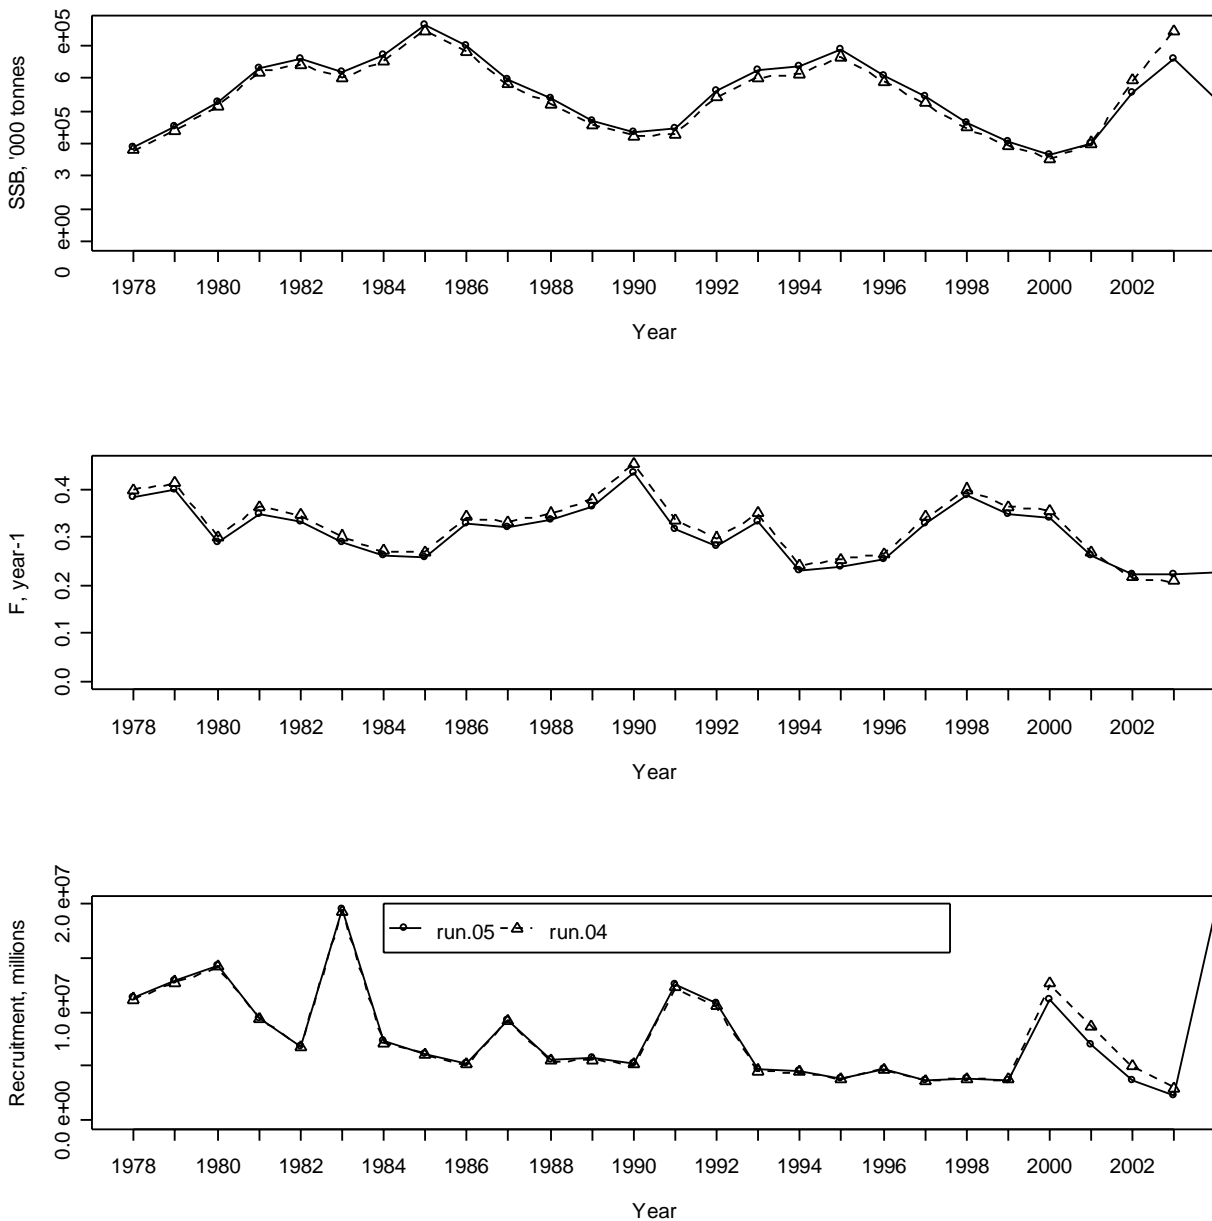 SSB, '000 tonnes
0 e+00 3 e+05 6 e+05
1978 1980 1982 1984 1986 1988 1990 1992 1994 1996 1998 2000 2002
Year
F, year-1
0.0 0.1 0.2 0.3 0.4
1978 1980 1982 1984 1986 1988 1990 1992 1994 1996 1998 2000 2002
Year
Recruitment, millions
0.0 e+00 1.0 e+07 2.0 e+07
run.05 run.04
1978 1980 1982 1984 1986 1988 1990 1992 1994 1996 1998 2000 2002
Year